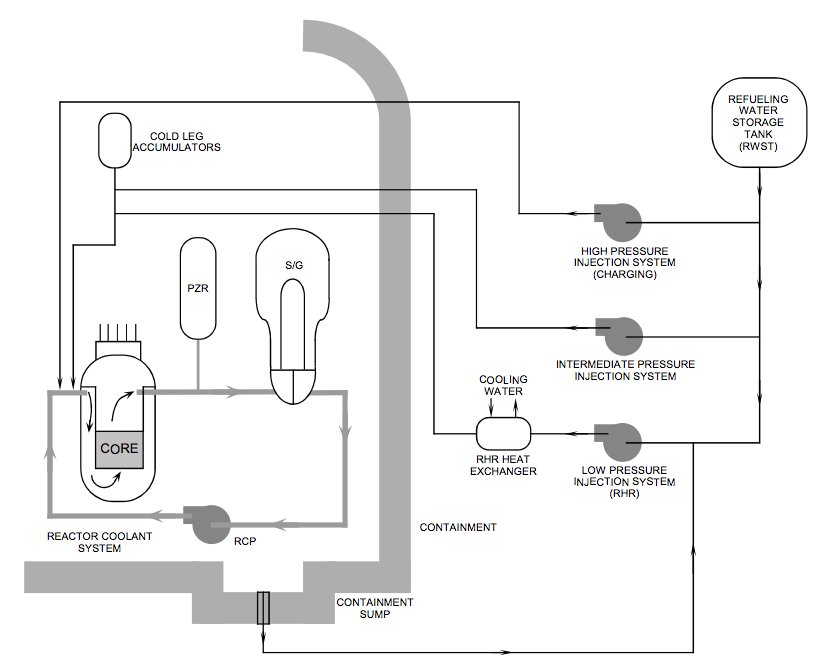 REFUELING
WATER
STORAGE
TANK
(RWST)
COLD LEG
ACCUMULATORS
HIGH PRESSURE
INJECTION SYSTEM
(CHARGING)
S/G
PZR
INTERMEDIATE PRESSURE
INJECTION SYSTEM
COOLING
WATER
CORE
RHR HEAT
EXCHANGER
LOW PRESSURE
INJECTION SYSTEM
(RHR)
CONTAINMENT
REACTOR COOLANT
SYSTEM
RCP
CONTAINMENT
SUMP